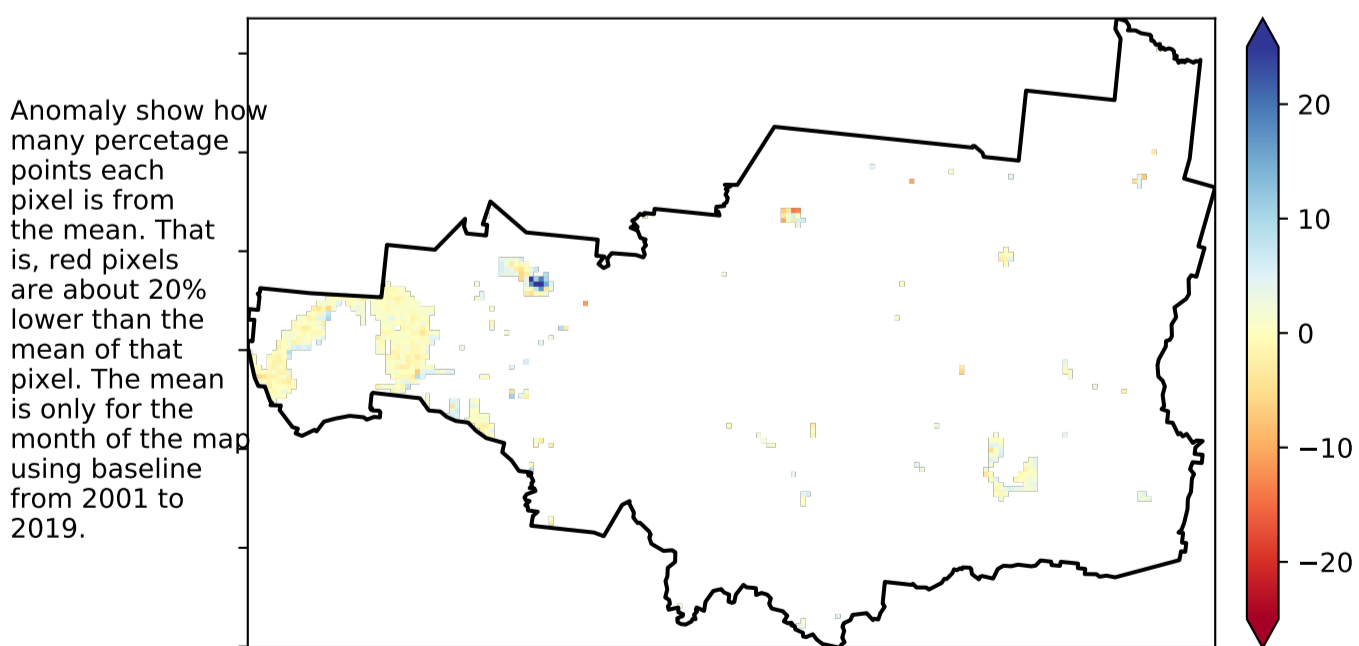 Anomaly show how
many percetage
points each
pixel is from
the mean. That
is, red pixels
are about 20%
lower than the
mean of that
pixel. The mean
is only for the
month of the map
using baseline
from 2001 to
2019.
20
10
0
−10
−20